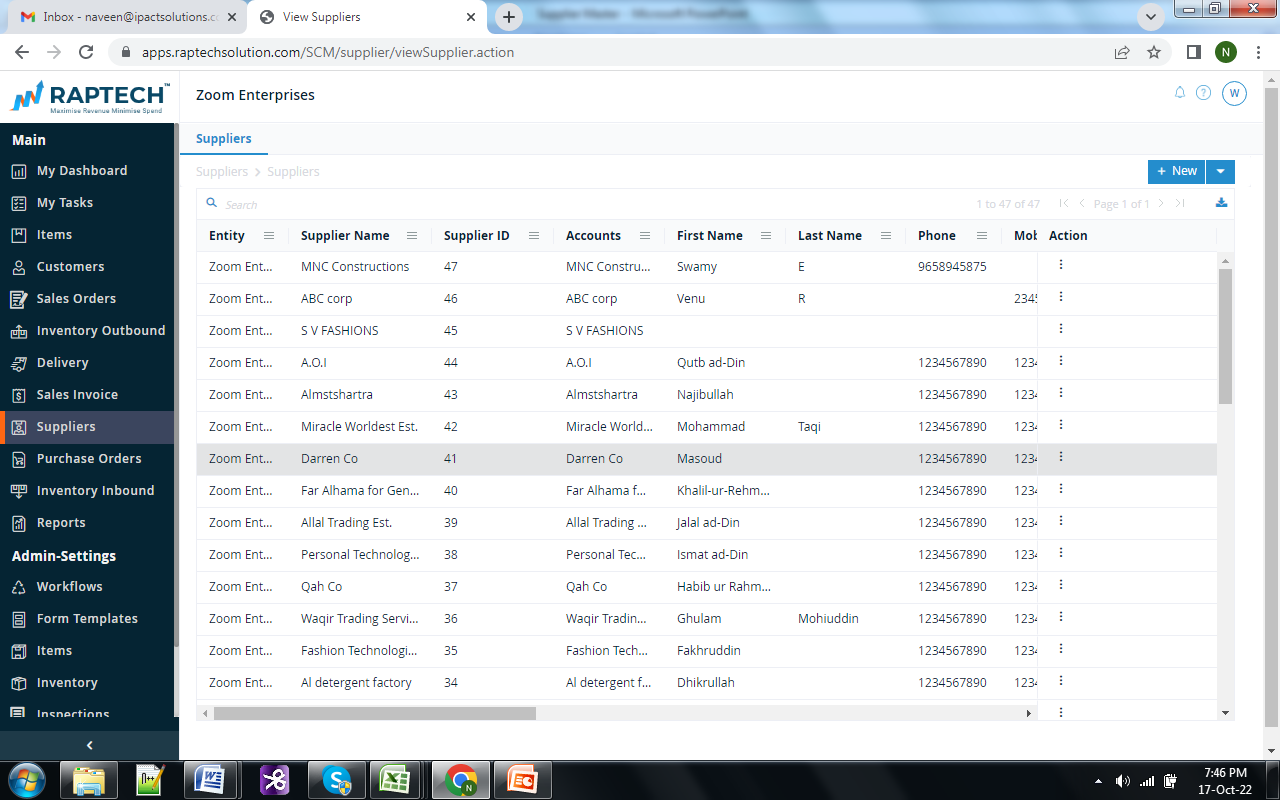 Inbox - naveen@ipactsolutions.c
View Suppliers
Supplier Master - Microsoft PowerPoint
apps.raptechsolution.com/SCM/supplier/viewSupplier.action
N
RAPTECH™
Maximise Revenue Minimise Spend
Zoom Enterprises
W
Main
My Dashboard
My Tasks
Items
Customers
Sales Orders
Inventory Outbound
Delivery
Sales Invoice
Suppliers
Purchase Orders
Inventory Inbound
Reports
Admin-Settings
Workflows
Form Templates
Items
Inventory
Inspections
Suppliers
Suppliers > Suppliers
+ New
Search
1 to 47 of 47 Page 1 of 1
Entity Supplier Name Supplier ID Accounts First Name Last Name Phone Mob Action
Zoom Ent... MNC Constructions 47 MNC Constru... Swamy E 9658945875
Zoom Ent... ABC corp 46 ABC corp Venu R 2345
Zoom Ent... S V FASHIONS 45 S V FASHIONS
Zoom Ent... A.O.I 44 A.O.I Qutb ad-Din 1234567890 1234
Zoom Ent... Almstshartra 43 Almstshartra Najibullah 1234567890 1234
Zoom Ent... Miracle Worldest Est. 42 Miracle World... Mohammad Taqi 1234567890 1234
Zoom Ent... Darren Co 41 Darren Co Masoud 1234567890 1234
Zoom Ent... Far Alhama for Gen... 40 Far Alhama f... Khalil-ur-Rehm... 1234567890 1234
Zoom Ent... Allal Trading Est. 39 Allal Trading ... Jalal ad-Din 1234567890 1234
Zoom Ent... Personal Technolog... 38 Personal Tec... Ismat ad-Din 1234567890 1234
Zoom Ent... Qah Co 37 Qah Co Habib ur Rahm... 1234567890 1234
Zoom Ent... Waqir Trading Servi... 36 Waqir Tradin... Ghulam Mohiuddin 1234567890 1234
Zoom Ent... Fashion Technologi... 35 Fashion Tech... Fakhruddin 1234567890 1234
Zoom Ent... Al detergent factory 34 Al detergent f... Dhikrullah 1234567890 1234
7:46 PM
17-Oct-22